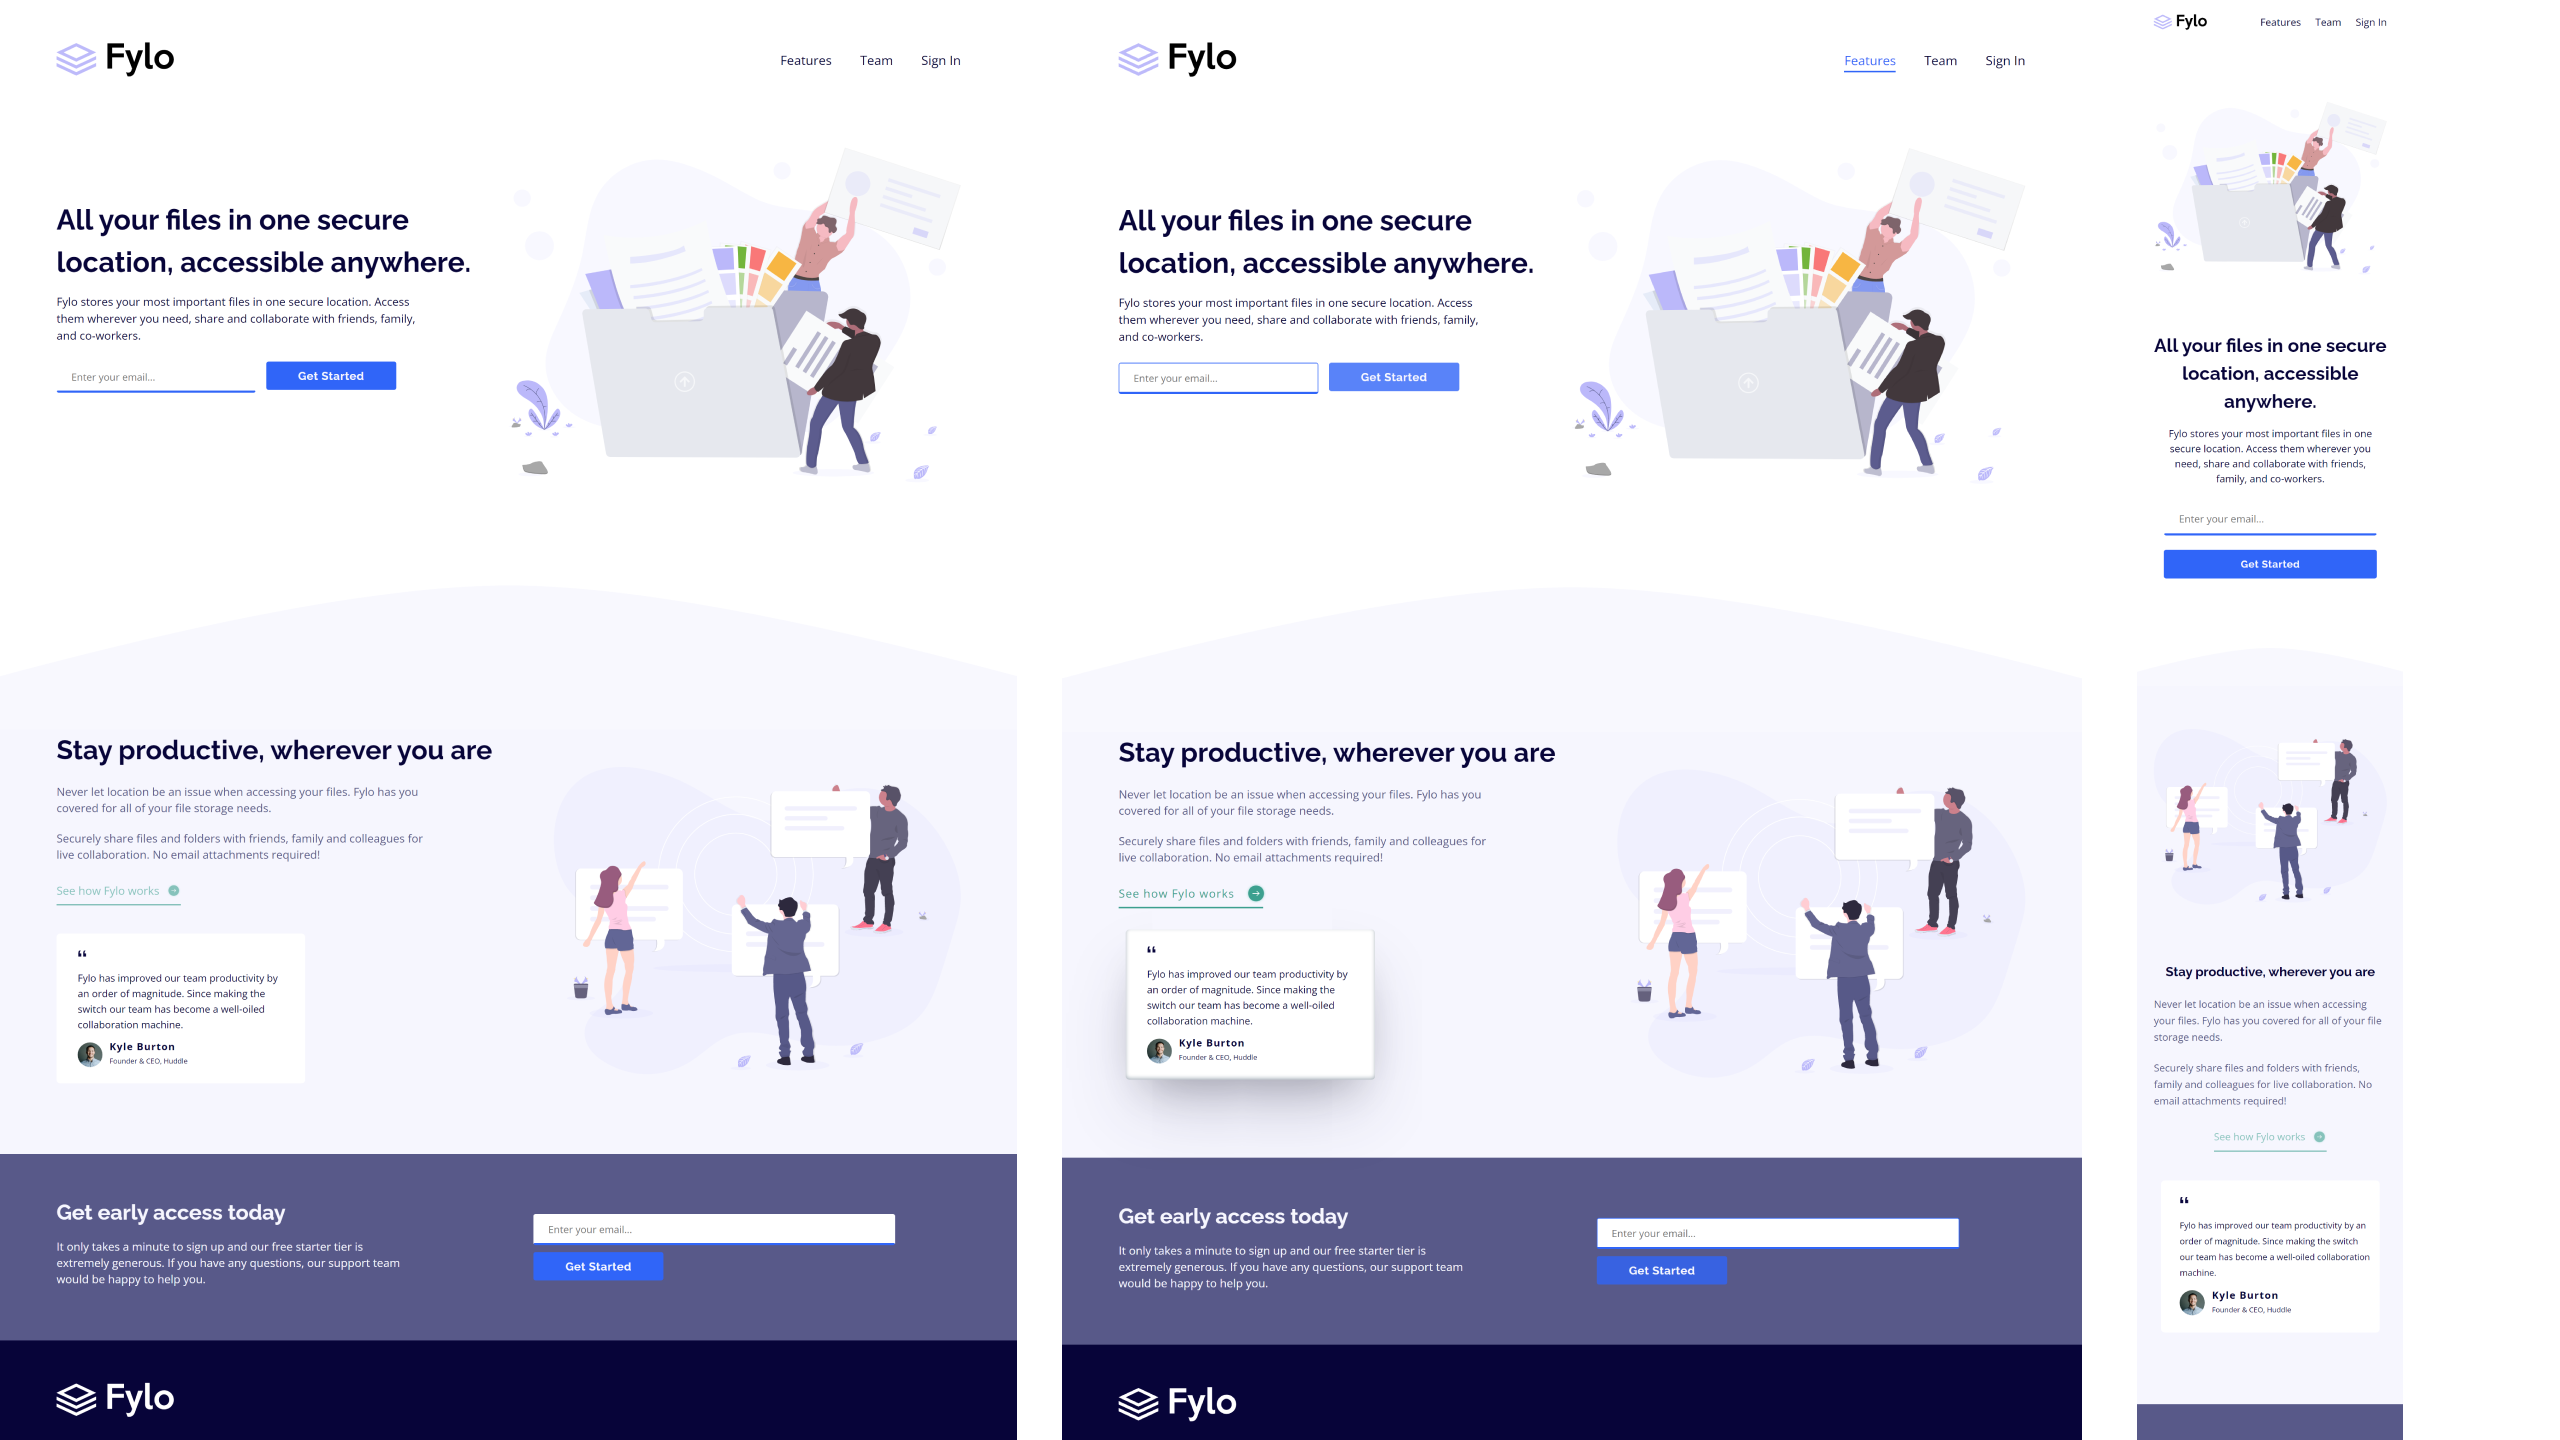 Fylo
Features Team Sign In
All your files in one secure
location, accessible anywhere.
Fylo stores your most important files in one secure location. Access
them wherever you need, share and collaborate with friends, family,
and co-workers.
Enter your email...
Get Started
Stay productive, wherever you are
Never let location be an issue when accessing your files. Fylo has you
covered for all of your file storage needs.
Securely share files and folders with friends, family and colleagues for
live collaboration. No email attachments required!
See how Fylo works
“
Fylo has improved our team productivity by
an order of magnitude. Since making the
switch our team has become a well-oiled
collaboration machine.
Kyle Burton
Founder & CEO, Huddle
Get early access today
It only takes a minute to sign up and our free starter tier is
extremely generous. If you have any questions, our support team
would be happy to help you.
Enter your email...
Get Started
Fylo
Fylo
Features Team Sign In
All your files in one secure
location, accessible anywhere.
Fylo stores your most important files in one secure location. Access
them wherever you need, share and collaborate with friends, family,
and co-workers.
Enter your email...
Get Started
Stay productive, wherever you are
Never let location be an issue when accessing your files. Fylo has you
covered for all of your file storage needs.
Securely share files and folders with friends, family and colleagues for
live collaboration. No email attachments required!
See how Fylo works
“
Fylo has improved our team productivity by
an order of magnitude. Since making the
switch our team has become a well-oiled
collaboration machine.
Kyle Burton
Founder & CEO, Huddle
Get early access today
It only takes a minute to sign up and our free starter tier is
extremely generous. If you have any questions, our support team
would be happy to help you.
Enter your email...
Get Started
Fylo
Fylo
Features Team Sign In
All your files in one secure
location, accessible
anywhere.
Fylo stores your most important files in one
secure location. Access them wherever you
need, share and collaborate with friends,
family, and co-workers.
Enter your email...
Get Started
Stay productive, wherever you are
Never let location be an issue when accessing
your files. Fylo has you covered for all of your file
storage needs.
Securely share files and folders with friends,
family and colleagues for live collaboration. No
email attachments required!
See how Fylo works
“
Fylo has improved our team productivity by an
order of magnitude. Since making the switch
our team has become a well-oiled collaboration
machine.
Kyle Burton
Founder & CEO, Huddle